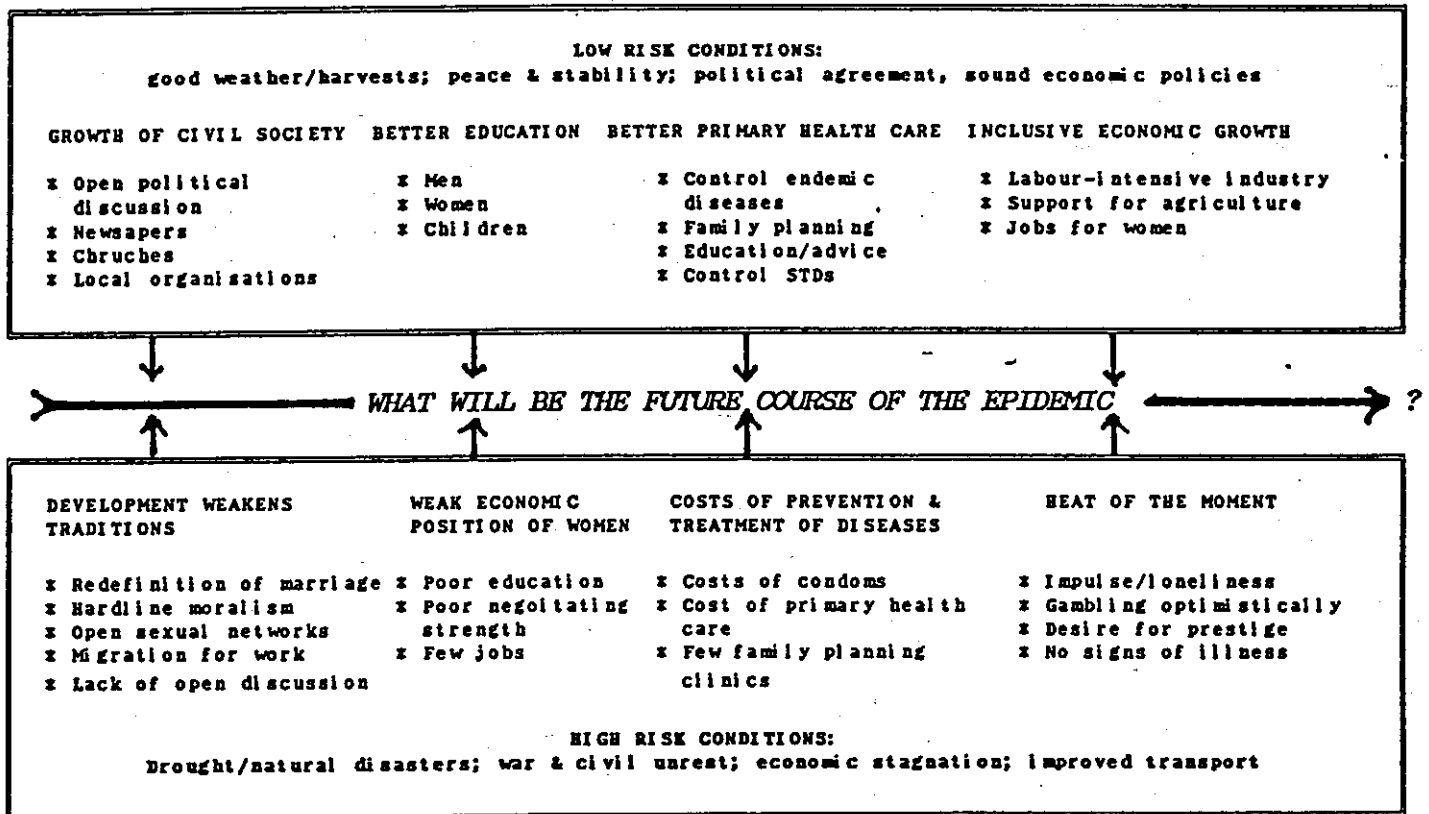 LOW RISK CONDITIONS:
good weather/harvests; peace & stability; political agreement, sound economic policies
GROWTH OF CIVIL SOCIETY
* Open political
discussion
* Newsapers
* Chruches
* Local organisations
BETTER EDUCATION
* Men
* Women
* Children
BETTER PRIMARY HEALTH CARE
* Control endemic
diseases
* Family planning
* Education/advice
* Control STDs
INCLUSIVE ECONOMIC GROWTH
* Labour-intensive industry
* Support for agriculture
* Jobs for women
WHAT WILL BE THE FUTURE COURSE OF THE EPIDEMIC ?
DEVELOPMENT WEAKENS
TRADITIONS
* Redefinition of marriage
* Hardline moralism
* Open sexual networks
* Migration for work
* Lack of open discussion
WEAK ECONOMIC
POSITION OF WOMEN
* Poor education
* Poor negoitating
strength
* Few jobs
COSTS OF PREVENTION &
TREATMENT OF DISEASES
* Costs of condoms
* Cost of primary health
care
* Few family planning
clinics
HEAT OF THE MOMENT
* Impulse/loneliness
* Gambling optimistically
* Desire for prestige
* No signs of illness
HIGH RISK CONDITIONS:
Drought/natural disasters; war & civil unrest; economic stagnation; improved transport